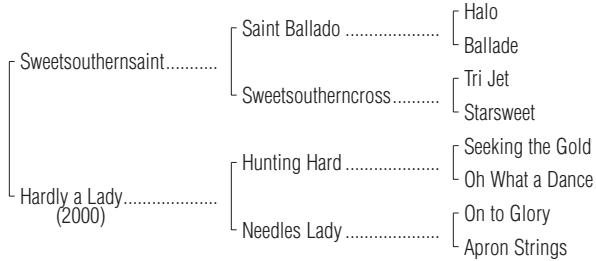 Halo
Saint Ballado ....................
Ballade
Sweetsouthernsaint...........
Tri Jet
Sweetsoutherncross..........
Starsweet
Seeking the Gold
Hunting Hard ....................
Oh What a Dance
Hardly a Lady....................
(2000)
On to Glory
Needles Lady ....................
Apron Strings